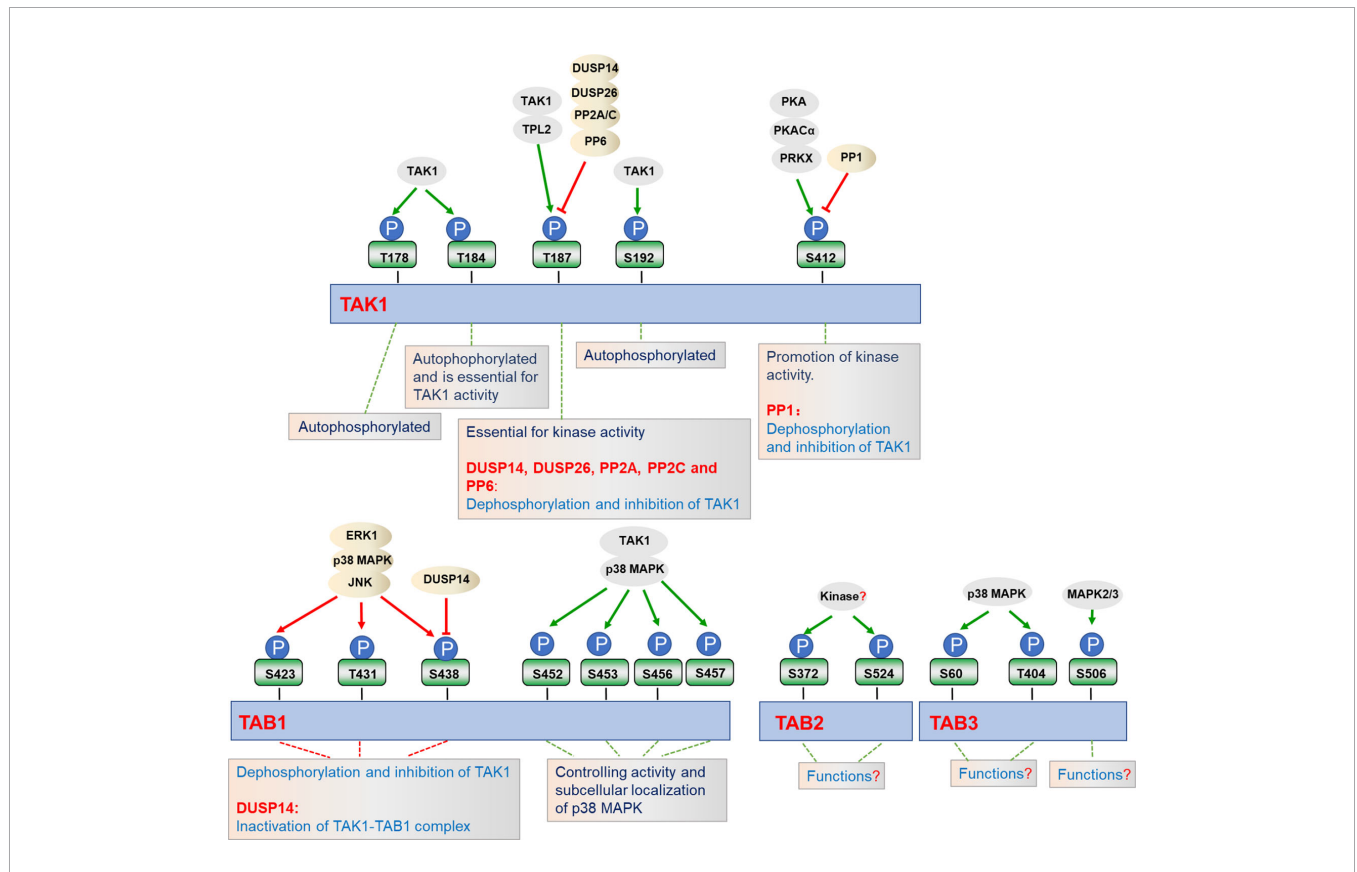 DUSP14
DUSP26
PP2A/C
PP6
TAK1
TPL2
PKA
PKACα
PRKX
PP1
TAK1
TAK1
P
P
P
P
P
T178
T184
T187
S192
S412
TAK1
Autophosphorylated
Autophophorylated
and is essential for
TAK1 activity
Essential for kinase activity
DUSP14, DUSP26, PP2A, PP2C and
PP6:
Dephosphorylation and inhibition of TAK1
Autophosphorylated
Promotion of kinase
activity.
PP1：
Dephosphorylation
and inhibition of TAK1
ERK1
p38 MAPK
JNK
DUSP14
TAK1
p38 MAPK
Kinase?
p38 MAPK
MAPK2/3
P
P
P
P
P
P
P
P
P
P
P
P
S423
T431
S438
S452
S453
S456
S457
S372
S524
S60
T404
S506
TAB1
TAB2
TAB3
Dephosphorylation and inhibition of TAK1
DUSP14:
Inactivation of TAK1-TAB1 complex
Controlling activity and
subcellular localization
of p38 MAPK
Functions?
Functions?
Functions?